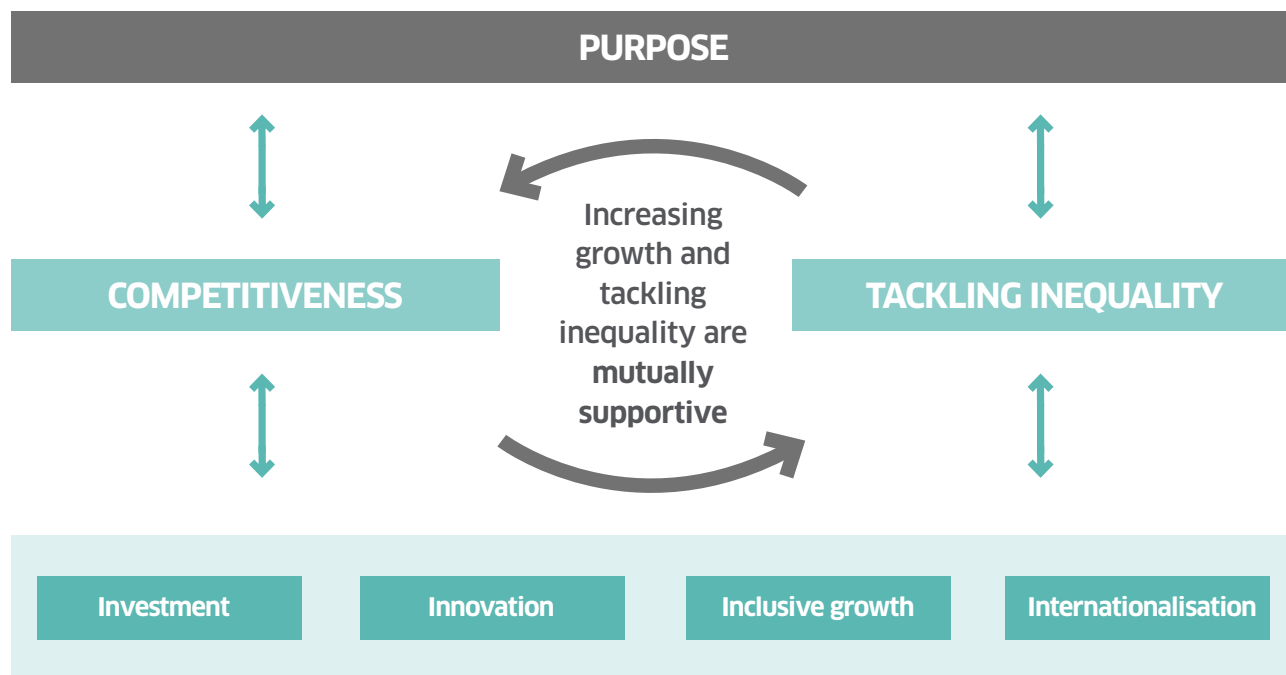 PURPOSE
COMPETITIVENESS
Increasing
growth and
tackling
inequality are
mutually
supportive
TACKLING INEQUALITY
Investment
Innovation
Inclusive growth
Internationalisation